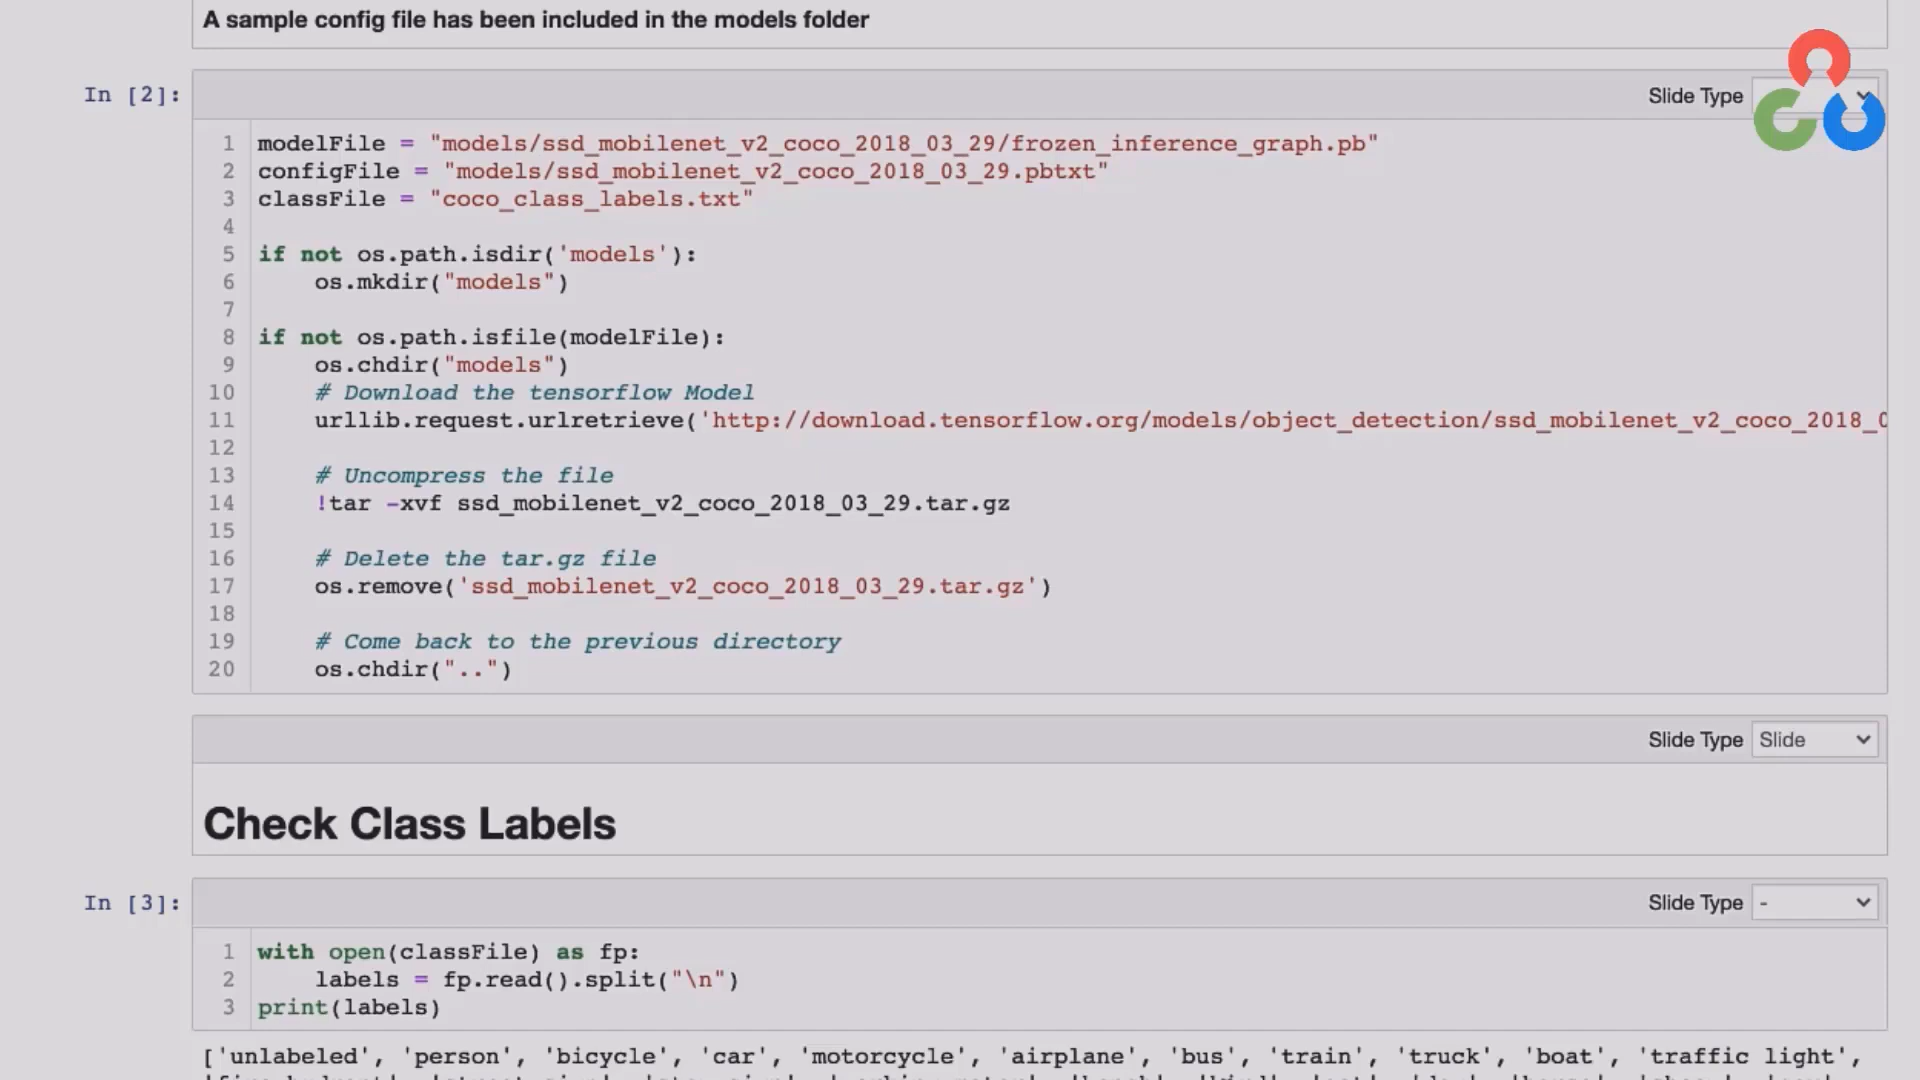 A sample config file has been included in the models folder
In [2]:
Slide Type
1 modelFile = "models/ssd_mobilenet_v2_coco_2018_03_29/frozen_inference_graph.pb"
2 configFile = "models/ssd_mobilenet_v2_coco_2018_03_29.pbtxt"
3 classFile = "coco_class_labels.txt"
4
5 if not os.path.isdir('models'):
6     os.mkdir("models")
7
8 if not os.path.isfile(modelFile):
9     os.chdir("models")
10     # Download the tensorflow Model
11     urllib.request.urlretrieve('http://download.tensorflow.org/models/object_detection/ssd_mobilenet_v2_coco_2018_0
12
13     # Uncompress the file
14     !tar -xvf ssd_mobilenet_v2_coco_2018_03_29.tar.gz
15
16     # Delete the tar.gz file
17     os.remove('ssd_mobilenet_v2_coco_2018_03_29.tar.gz')
18
19     # Come back to the previous directory
20     os.chdir("..")
Slide Type Slide
Check Class Labels
In [3]:
Slide Type -
1 with open(classFile) as fp:
2     labels = fp.read().split("\n")
3 print(labels)
['unlabeled', 'person', 'bicycle', 'car', 'motorcycle', 'airplane', 'bus', 'train', 'truck', 'boat', 'traffic light',